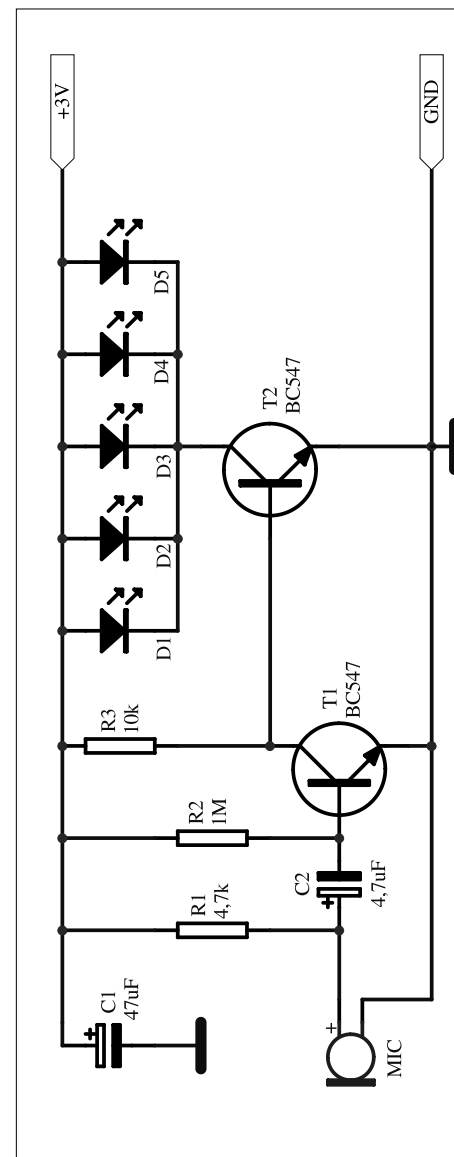 +3V
GND
D5
D4
D3
D2
D1
T2
BC547
R3
10k
T1
BC547
R2
1M
C2
4,7uF
+
R1
4,7k
C1
47uF
+
+
MIC